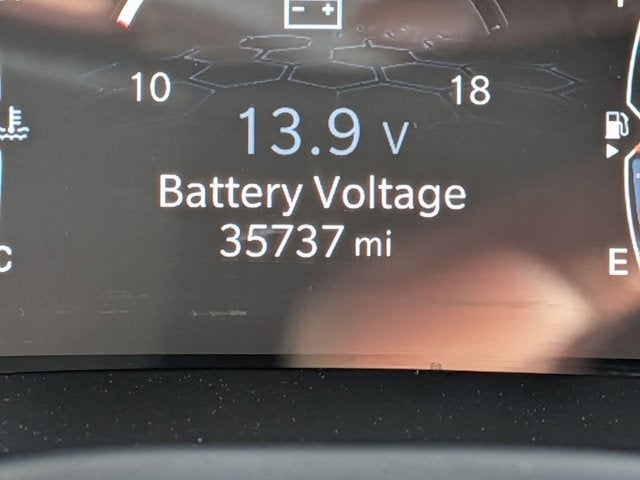 10 18
13.9 V
Battery Voltage
35737 mi
C E